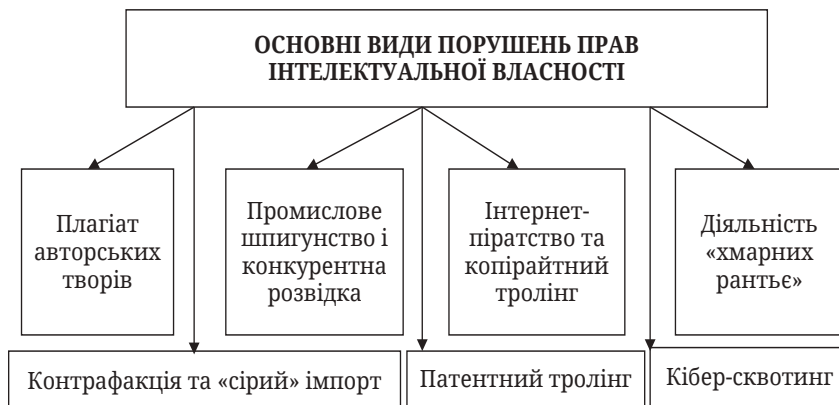 ОСНОВНІ ВИДИ ПОРУШЕНЬ ПРАВ
ІНТЕЛЕКТУАЛЬНОЇ ВЛАСНОСТІ
Плагіат
авторських
творів
Промислове
шпигунство і
конкурентна
розвідка
Інтернет-
піратство та
копірайтний
тролінг
Діяльність
«хмарних
рантьє»
Контрафакція та «сірий» імпорт
Патентний тролінг
Кібер-сквотинг